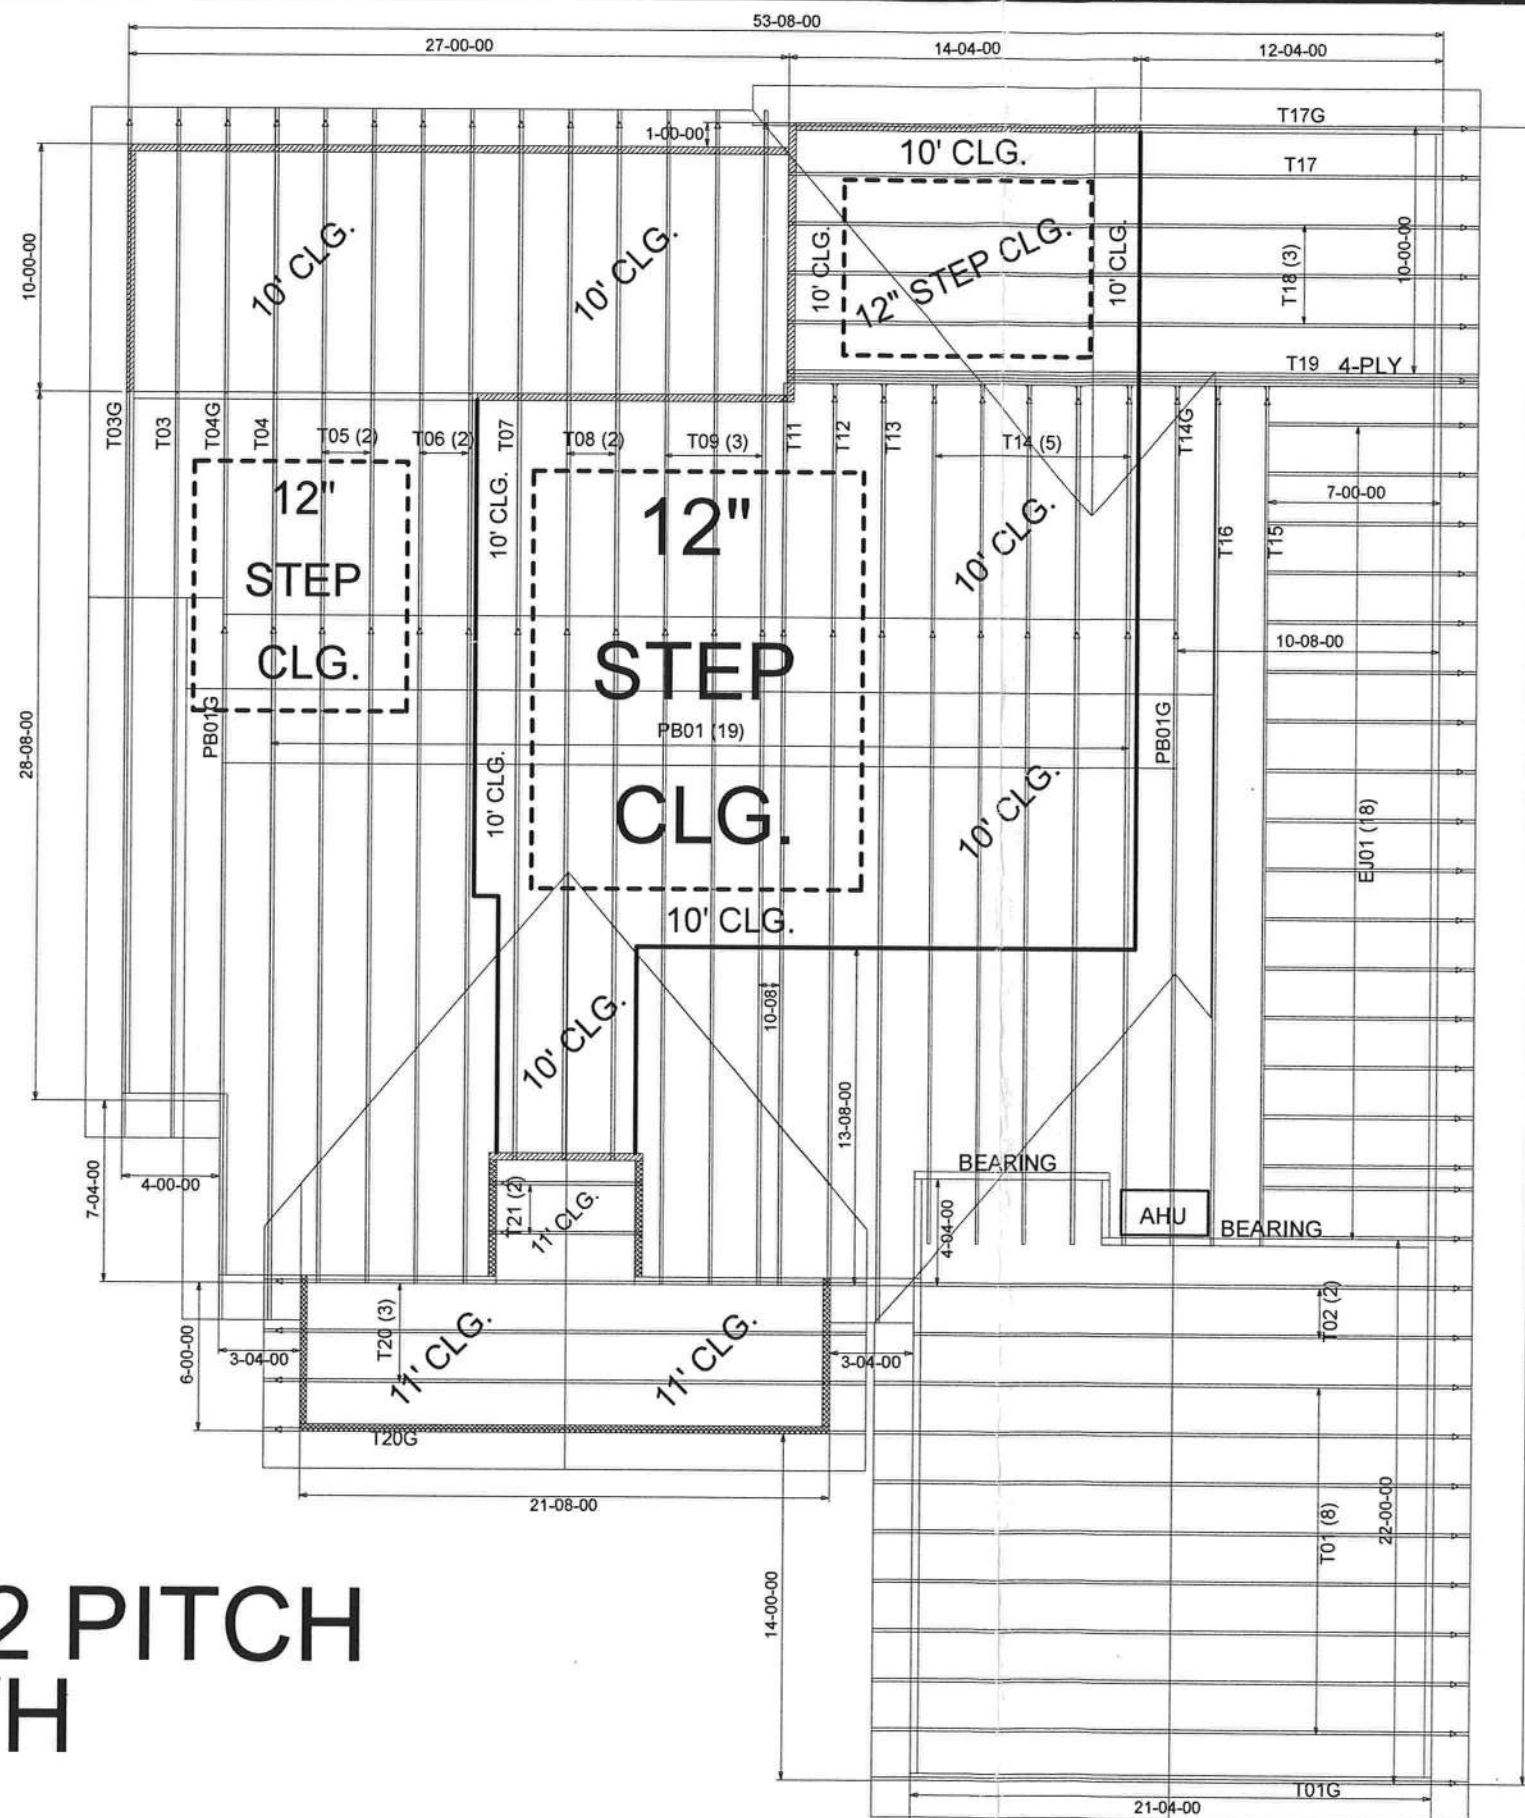 53-08-00
27-00-00
14-04-00
12-04-00
1-00-00
T17G
10' CLG.
T17
10-00-00
10' CLG.
10' CLG.
10' CLG.
12" STEP CLG.
10' CLG.
T18 (3)
10-00-00
T19 4-PLY
T03G
T03
T04G
T04
T05 (2)
T06 (2)
T07
T08 (2)
T09 (3)
T11
T12
T13
T14 (5)
T14G
T16
T15
7-00-00
12"
STEP
CLG.
10' CLG.
12"
STEP
CLG.
10' CLG.
10-08-00
28-08-00
PB01G
PB01 (19)
PB01G
10' CLG.
10' CLG.
EJ01 (18)
10' CLG.
10' CLG.
10-08
13-08-00
7-04-00
4-00-00
T21 (2)
11' CLG.
BEARING
4-04-00
AHU
BEARING
6-00-00
3-04-00
T20 (3)
11' CLG.
11' CLG.
3-04-00
T02 (2)
T20G
21-08-00
14-00-00
T01 (8)
22-00-00
2 PITCH
T01G
21-04-00